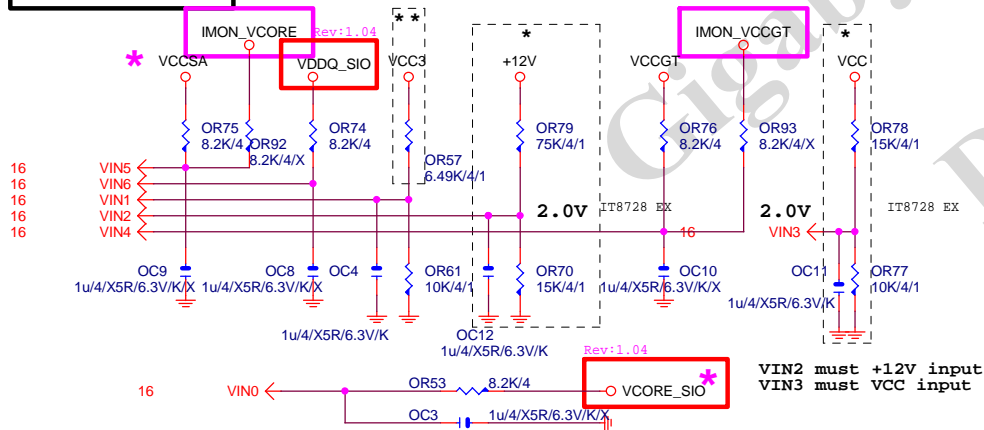 IMON_VCORE
Rev:1.04
**
*
IMON_VCCGT
*
*
VCCSA
VDDQ_SIO
VCC3
+12V
VCCGT
VCC
OR75
8.2K/4
OR92
8.2K/4/X
OR74
8.2K/4
OR57
6.49K/4/1
OR79
75K/4/1
OR76
8.2K/4
OR93
8.2K/4/X
OR78
15K/4/1
16 VIN5
16 VIN6
16 VIN1
16 VIN2
16 VIN4
2.0V
IT8728 EX
16
2.0V
VIN3
IT8728 EX
OC9
1u/4/X5R/6.3V/K/X
OC8
1u/4/X5R/6.3V/K/X
OC4
1u/4/X5R/6.3V/K
OR61
10K/4/1
OC12
1u/4/X5R/6.3V/K
OR70
15K/4/1
OC10
1u/4/X5R/6.3V/K/X
OC11
1u/4/X5R/6.3V/K
OR77
10K/4/1
Rev:1.04
VIN2 must +12V input
VIN3 must VCC input
16 VIN0
OR53
8.2K/4
VCORE_SIO
*
OC3
1u/4/X5R/6.3V/K/X